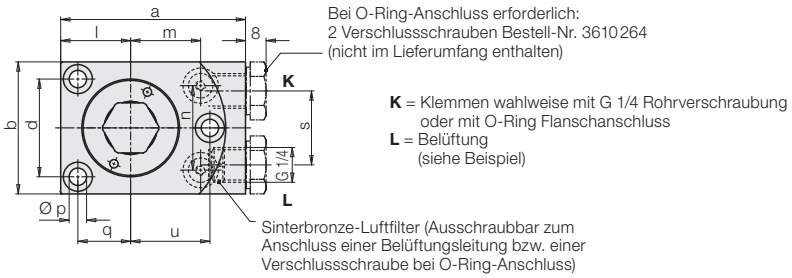 a
l
m
8
Bei O-Ring-Anschluss erforderlich:
2 Verschlussschrauben Bestell-Nr. 3610264
(nicht im Lieferumfang enthalten)
K
b
d
n
s
G 1/4
K = Klemmen wahlweise mit G 1/4 Rohrverschraubung
oder mit O-Ring Flanschanschluss
L = Belüftung
(siehe Beispiel)
L
Ø p
q
u
Sinterbronze-Luftfilter (Ausschraubbar zum
Anschluss einer Belüftungsleitung bzw. einer
Verschlussschraube bei O-Ring-Anschluss)